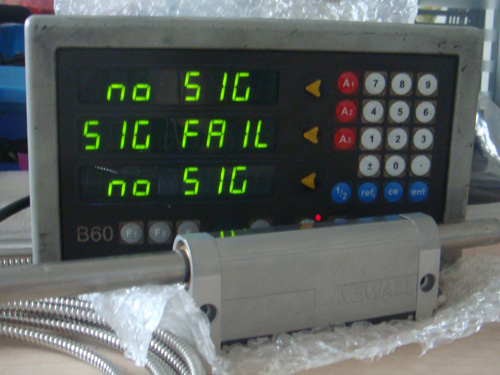 no SIG
SIG FAIL
no SIG
A1 7 8 9
A2 4 5 6
A3 1 2 3
± 0 ·
1/2 ref ce ent
B60 F1 F2
NEWALL